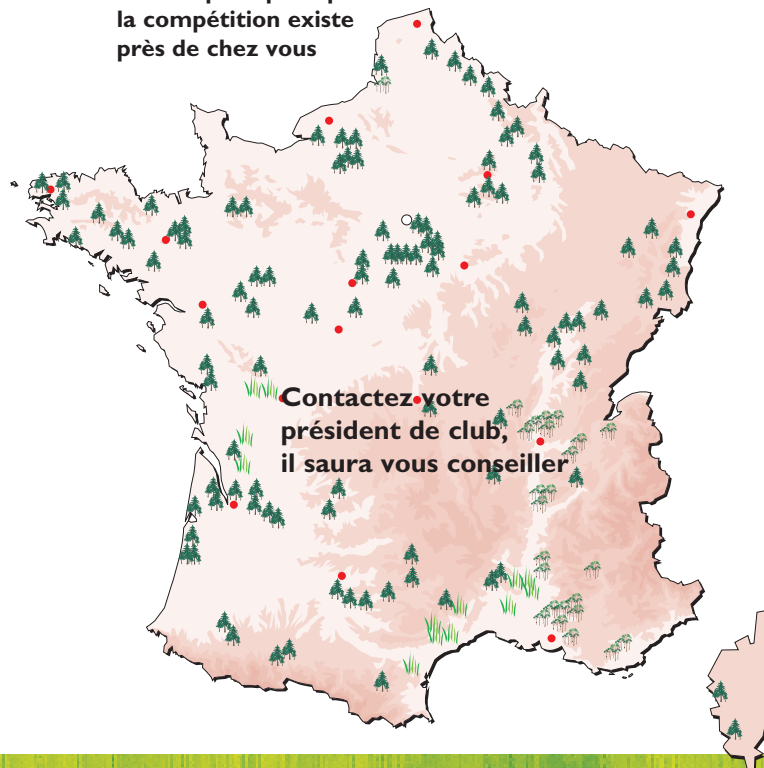 la compétition existe
près de chez vous
Contactez votre
président de club,
il saura vous conseiller